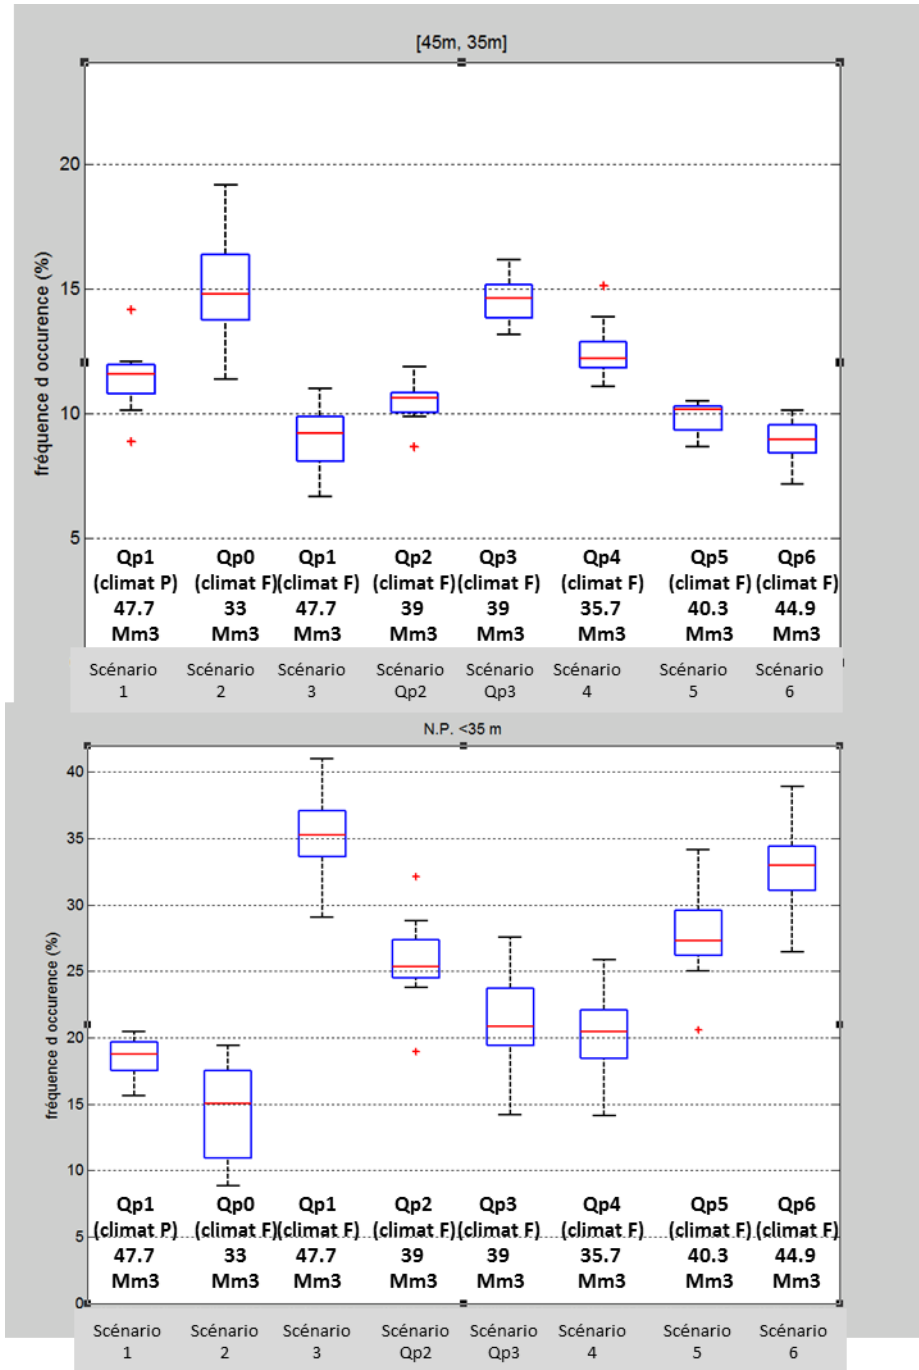 [45m, 35m]
fréquence d occurence (%)
20
15
10
5
Qp1 Qp0 Qp1 Qp2 Qp3 Qp4 Qp5 Qp6
(climat P) (climat F) (climat F) (climat F) (climat F) (climat F) (climat F) (climat F)
47.7 33 47.7 39 39 35.7 40.3 44.9
Mm3 Mm3 Mm3 Mm3 Mm3 Mm3 Mm3 Mm3
Scénario Scénario Scénario Scénario Scénario Scénario Scénario Scénario
1 2 3 Qp2 Qp3 4 5 6
N.P. <35 m
fréquence d occurence (%)
40
35
30
25
20
15
10
5
0
Qp1 Qp0 Qp1 Qp2 Qp3 Qp4 Qp5 Qp6
(climat P) (climat F) (climat F) (climat F) (climat F) (climat F) (climat F) (climat F)
47.7 33 47.7 39 39 35.7 40.3 44.9
Mm3 Mm3 Mm3 Mm3 Mm3 Mm3 Mm3 Mm3
Scénario Scénario Scénario Scénario Scénario Scénario Scénario Scénario
1 2 3 Qp2 Qp3 4 5 6